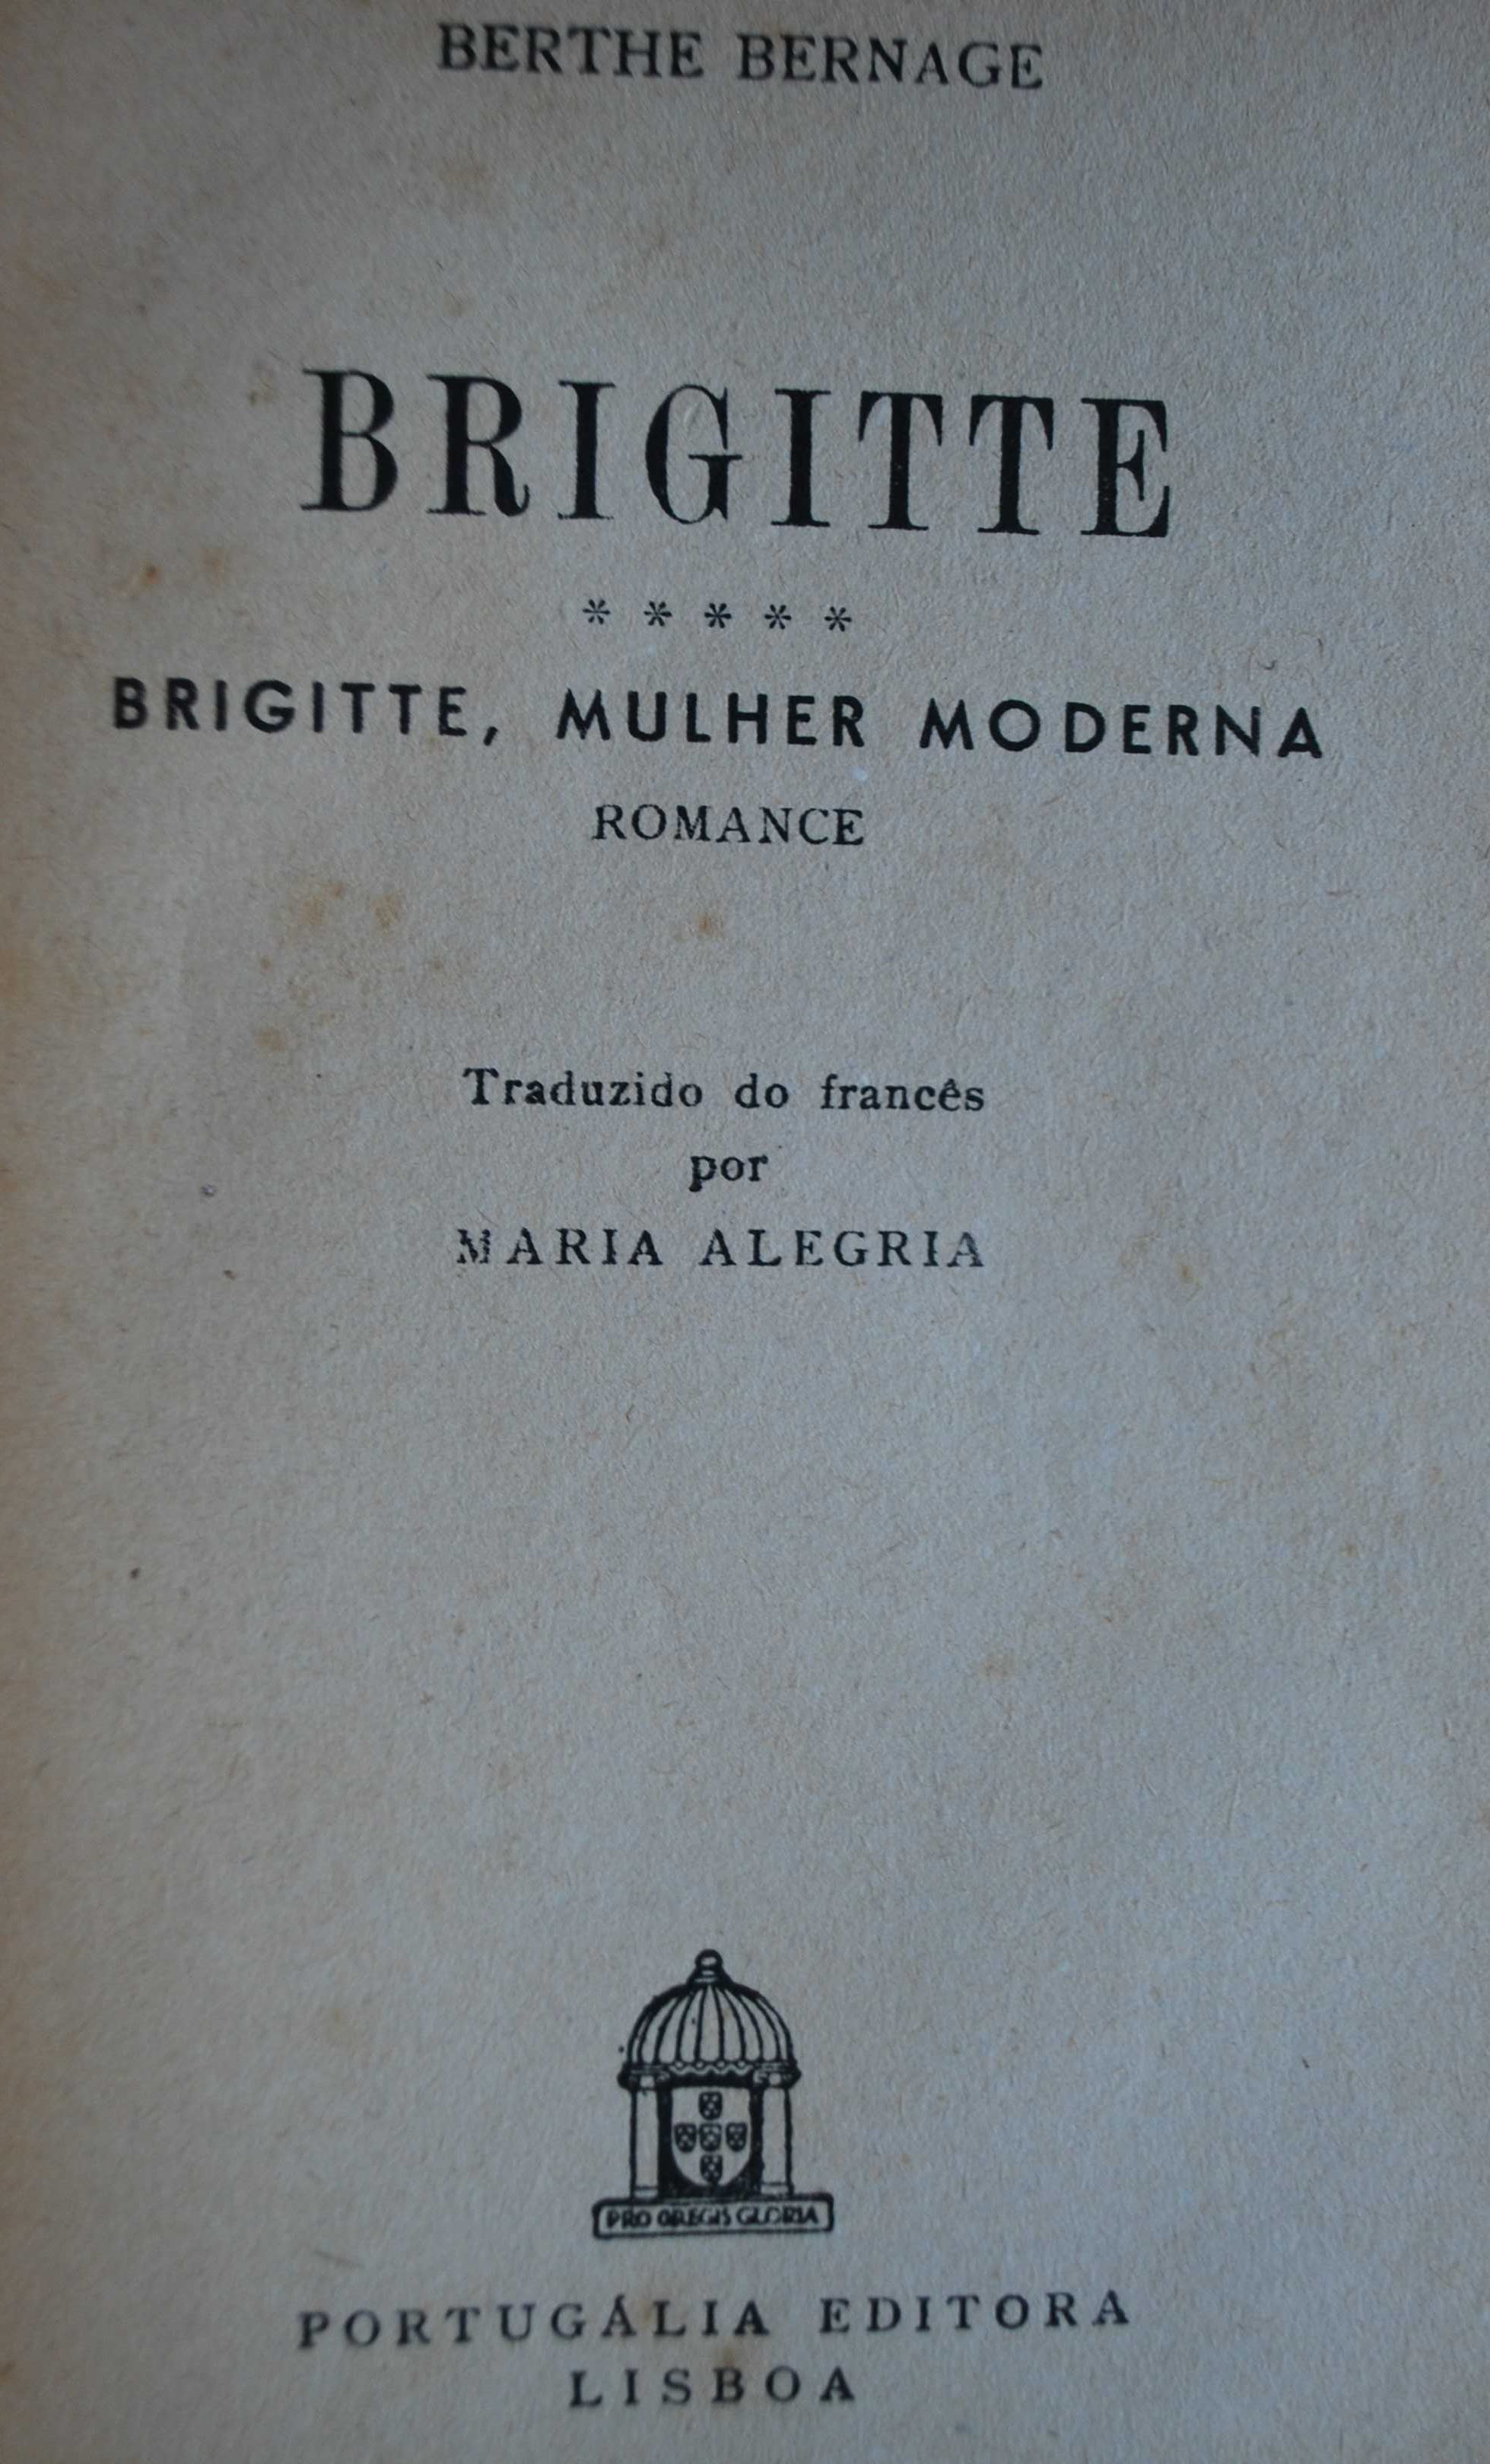 BERTHE BERNAGE
BRIGITTE
* * * * *
BRIGITTE, MULHER MODERNA
ROMANCE
Traduzido do francês
por
MARIA ALEGRIA
PRO GREGIS GLORIA
PORTUGÁLIA EDITORA
LISBOA